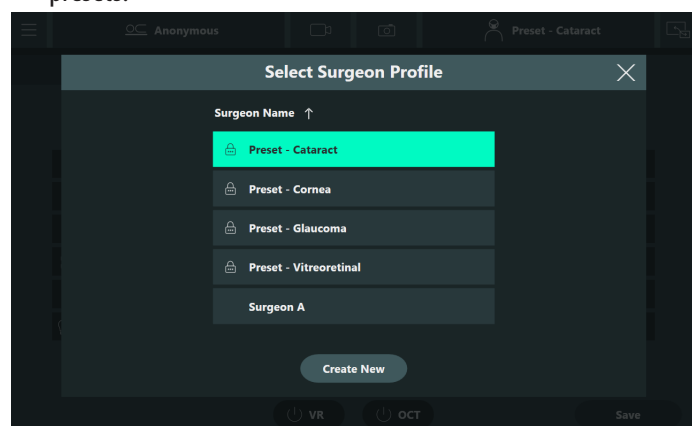 presets.
Anonymous
Preset - Cataract
Select Surgeon Profile
Surgeon Name ↑
Preset - Cataract
Preset - Cornea
Preset - Glaucoma
Preset - Vitreoretinal
Surgeon A
Create New
VR
OCT
Save